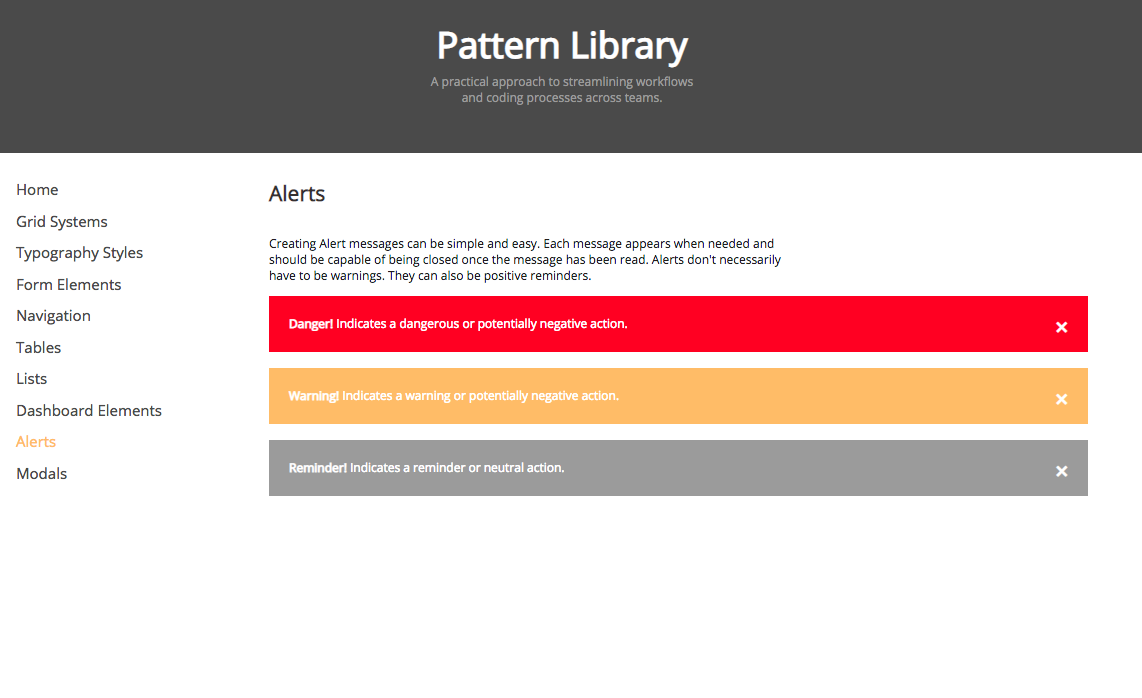 Pattern Library
A practical approach to streamlining workflows
and coding processes across teams.
Home
Grid Systems
Typography Styles
Form Elements
Navigation
Tables
Lists
Dashboard Elements
Alerts
Modals
Alerts
Creating Alert messages can be simple and easy. Each message appears when needed and
should be capable of being closed once the message has been read. Alerts don't necessarily
have to be warnings. They can also be positive reminders.
Danger! Indicates a dangerous or potentially negative action.
Warning! Indicates a warning or potentially negative action.
Reminder! Indicates a reminder or neutral action.